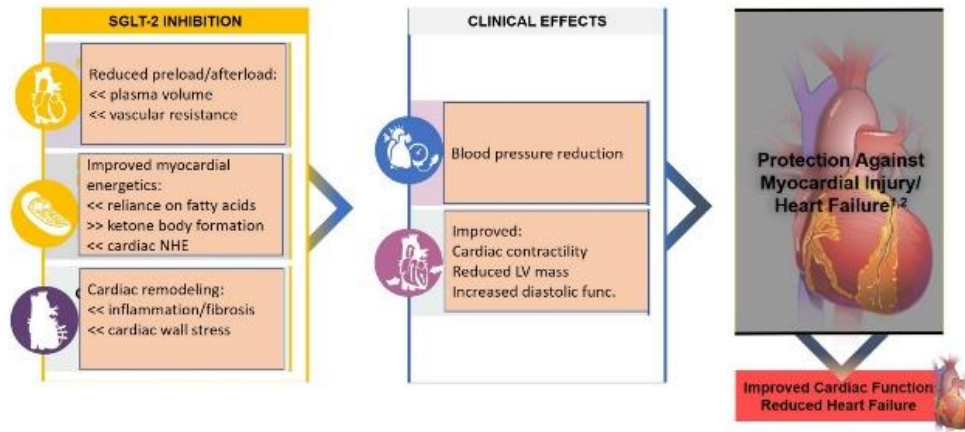 SGLT-2 INHIBITION
Reduced preload/afterload:
<< plasma volume
<< vascular resistance
Improved myocardial
energetics:
<< reliance on fatty acids
>> ketone body formation
<< cardiac NHE
Cardiac remodeling:
<< inflammation/fibrosis
<< cardiac wall stress
CLINICAL EFFECTS
Blood pressure reduction
Improved:
Cardiac contractility
Reduced LV mass
Increased diastolic func.
Protection Against
Myocardial Injury/
Heart Failure1,2
Improved Cardiac Function
Reduced Heart Failure